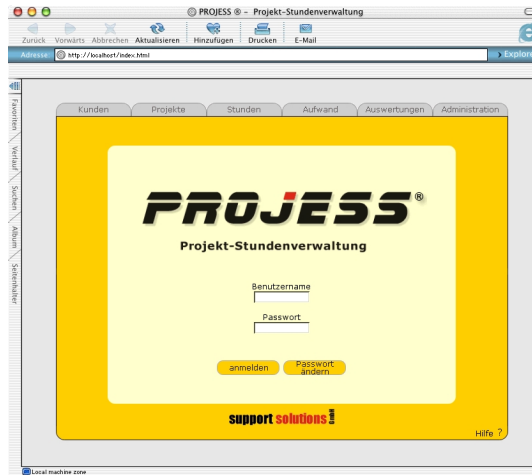 PROJESS ® – Projekt-Stundenverwaltung
Zurück Vorwärts Abbrechen Aktualisieren Hinzufügen Drucken E-Mail
Adresse http://localhost/index.html Explore
Favoriten
Verlauf
Suchen
Album
Seitenhalter
Kunden Projekte Stunden Aufwand Auswertungen Administration
PROJESS®
Projekt-Stundenverwaltung
Benutzername
Passwort
anmelden Passwort ändern
support solutions GmbH
Hilfe ?
Local machine zone